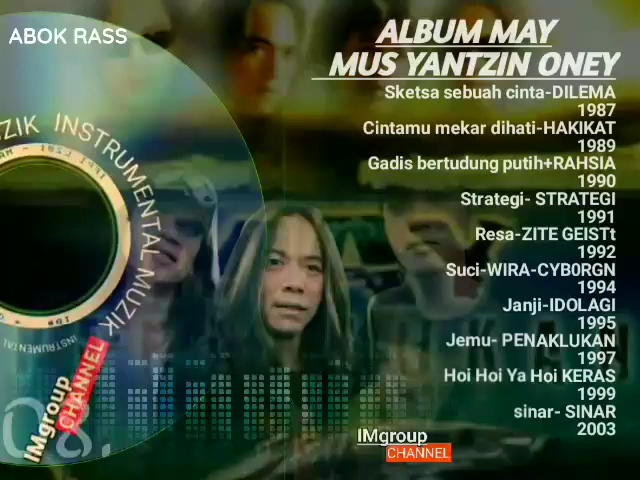 ABOK RASS
ALBUM MAY
MUS YANTZIN ONEY
Sketsa sebuah cinta-DILEMA
1987
Cintamu mekar dihati-HAKIKAT
1989
Gadis bertudung putih+RAHSIA
1990
Strategi- STRATEGI
1991
Resa-ZITE GEISTt
1992
Suci-WIRA-CYB0RGN
1994
Janji-IDOLAGI
1995
Jemu- PENAKLUKAN
1997
Hoi Hoi Ya Hoi KERAS
1999
sinar- SINAR
2003
INSTRUMENTAL MUZIK
INSTRUMENTAL
IMgroup
CHANNEL
08.
IMgroup
CHANNEL